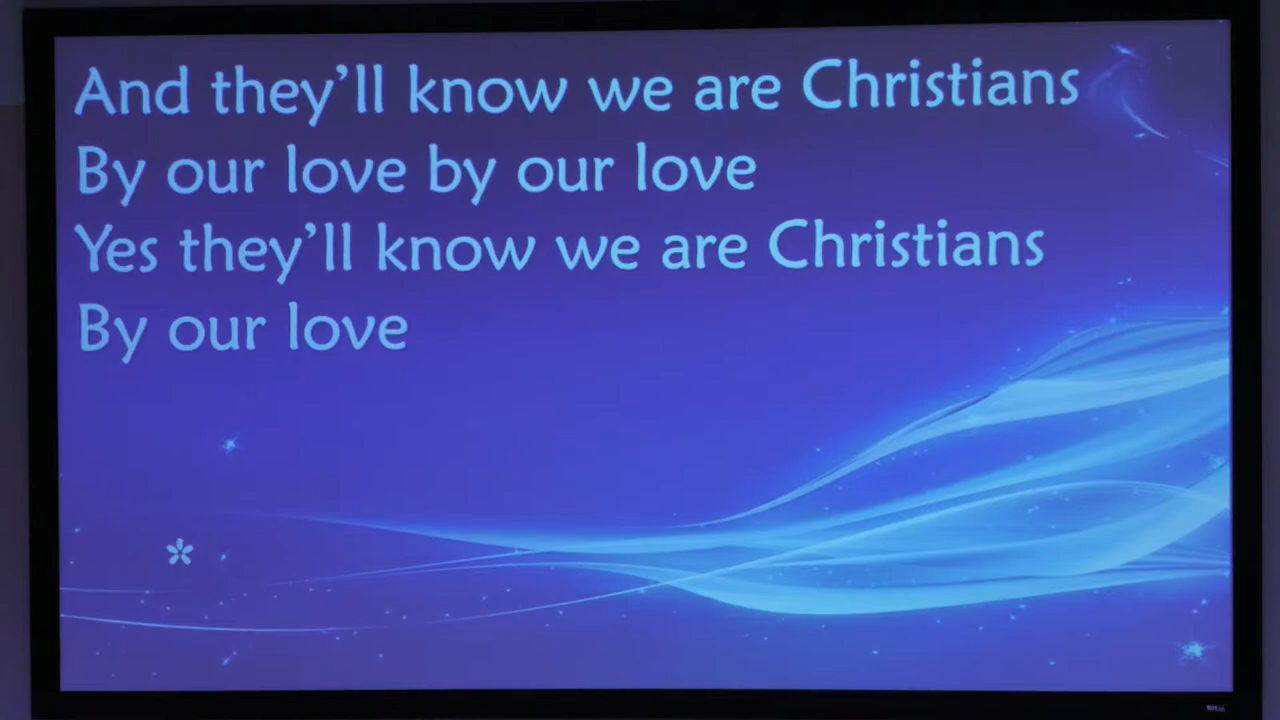 And they’ll know we are Christians
By our love by our love
Yes they’ll know we are Christians
By our love
*